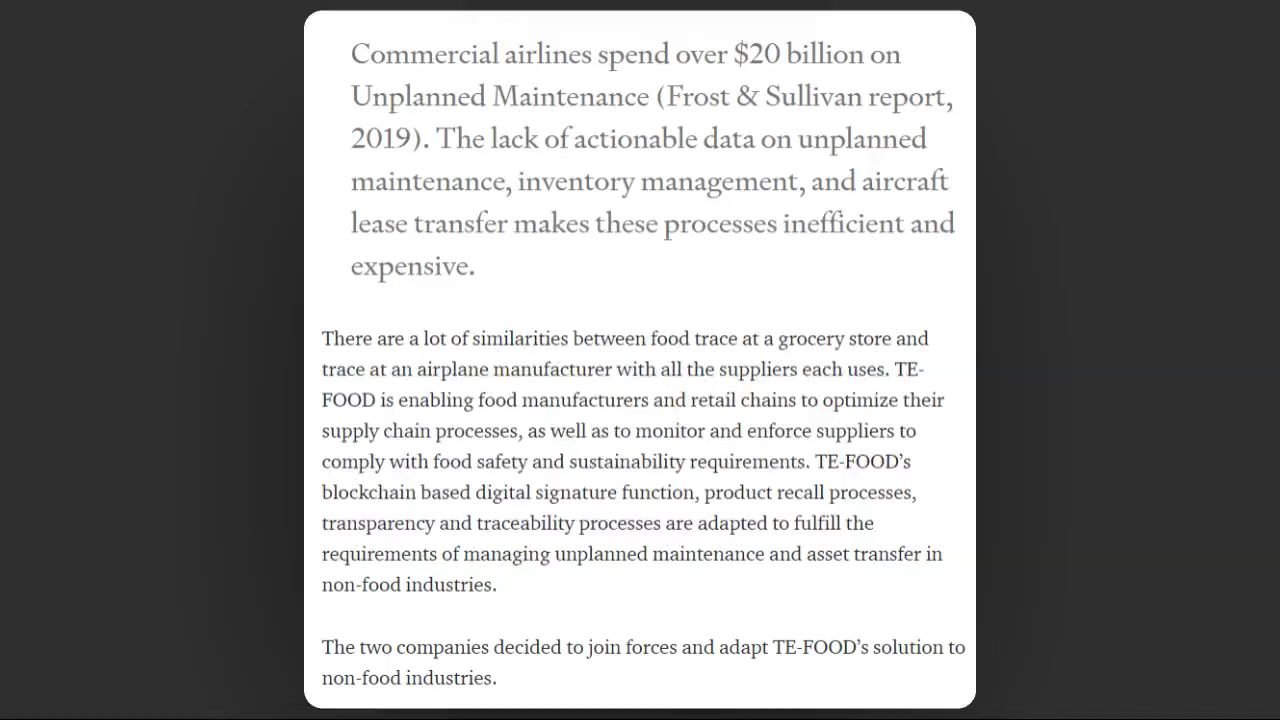 Commercial airlines spend over $20 billion on
Unplanned Maintenance (Frost & Sullivan report,
2019). The lack of actionable data on unplanned
maintenance, inventory management, and aircraft
lease transfer makes these processes inefficient and
expensive.
There are a lot of similarities between food trace at a grocery store and
trace at an airplane manufacturer with all the suppliers each uses. TE-
FOOD is enabling food manufacturers and retail chains to optimize their
supply chain processes, as well as to monitor and enforce suppliers to
comply with food safety and sustainability requirements. TE-FOOD’s
blockchain based digital signature function, product recall processes,
transparency and traceability processes are adapted to fulfill the
requirements of managing unplanned maintenance and asset transfer in
non-food industries.
The two companies decided to join forces and adapt TE-FOOD’s solution to
non-food industries.